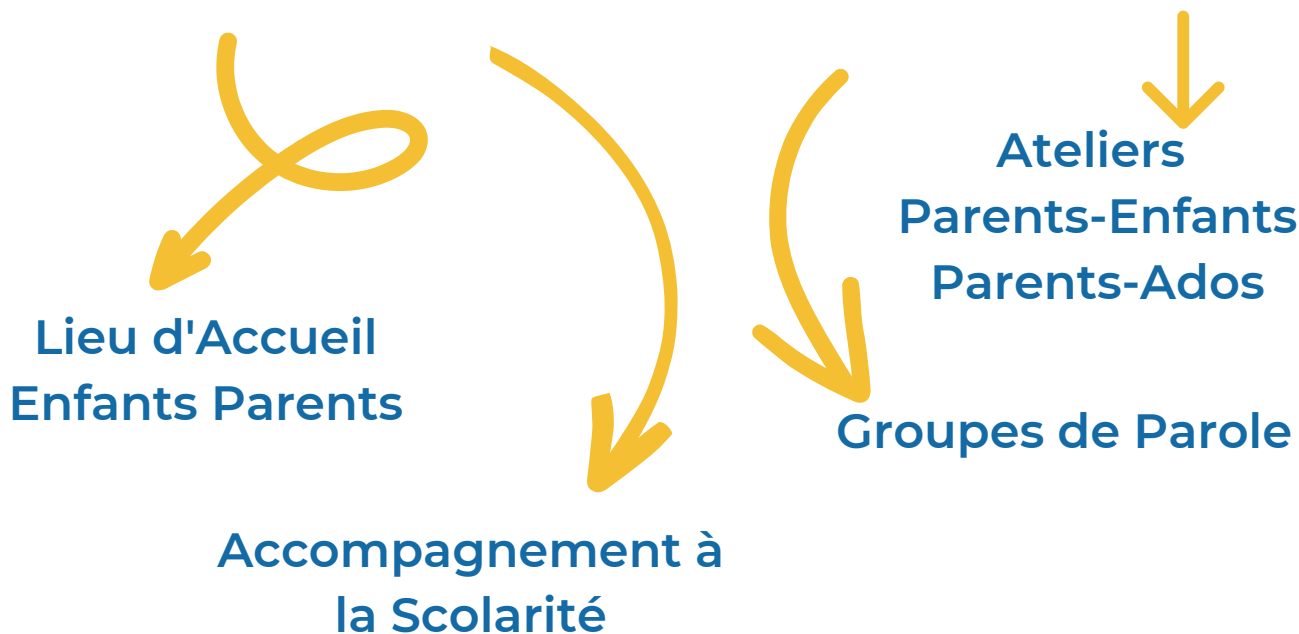 Ateliers
Parents-Enfants
Parents-Ados
Lieu d'Accueil
Enfants Parents
Groupes de Parole
Accompagnement à
la Scolarité